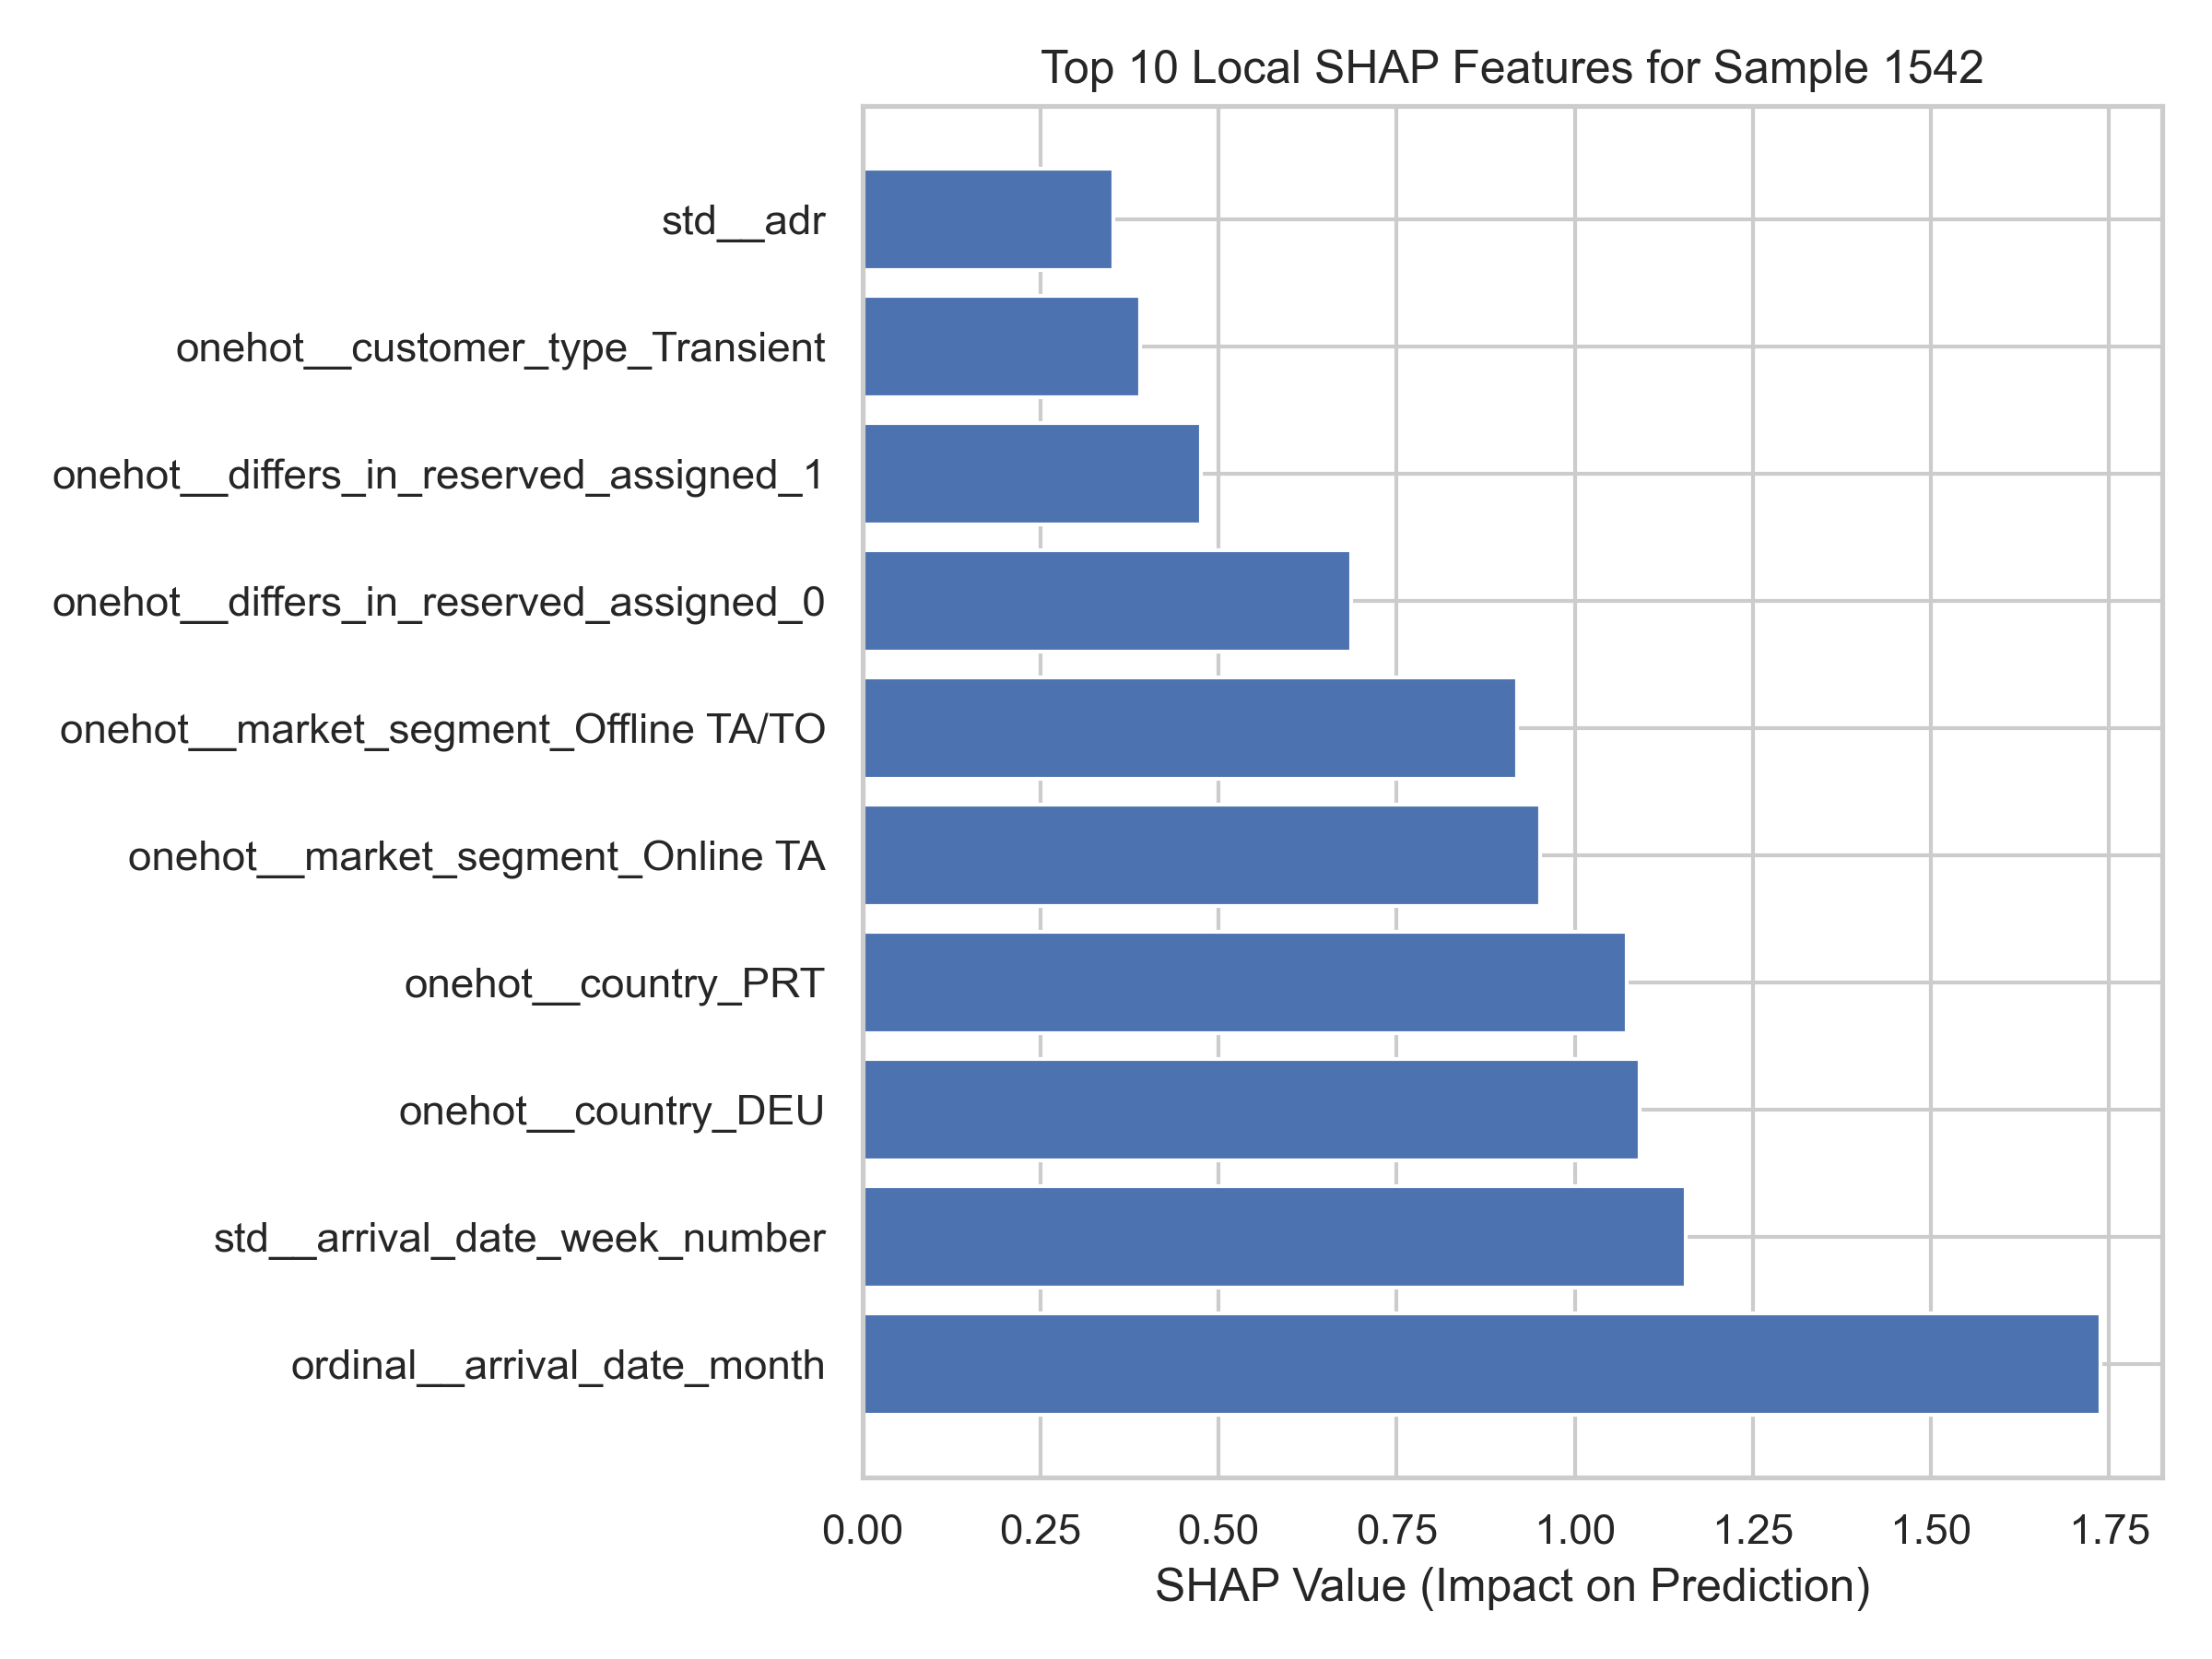 Top 10 Local SHAP Features for Sample 1542
std__adr
onehot__customer_type_Transient
onehot__differs_in_reserved_assigned_1
onehot__differs_in_reserved_assigned_0
onehot__market_segment_Offline TA/TO
onehot__market_segment_Online TA
onehot__country_PRT
onehot__country_DEU
std__arrival_date_week_number
ordinal__arrival_date_month
0.00 0.25 0.50 0.75 1.00 1.25 1.50 1.75
SHAP Value (Impact on Prediction)